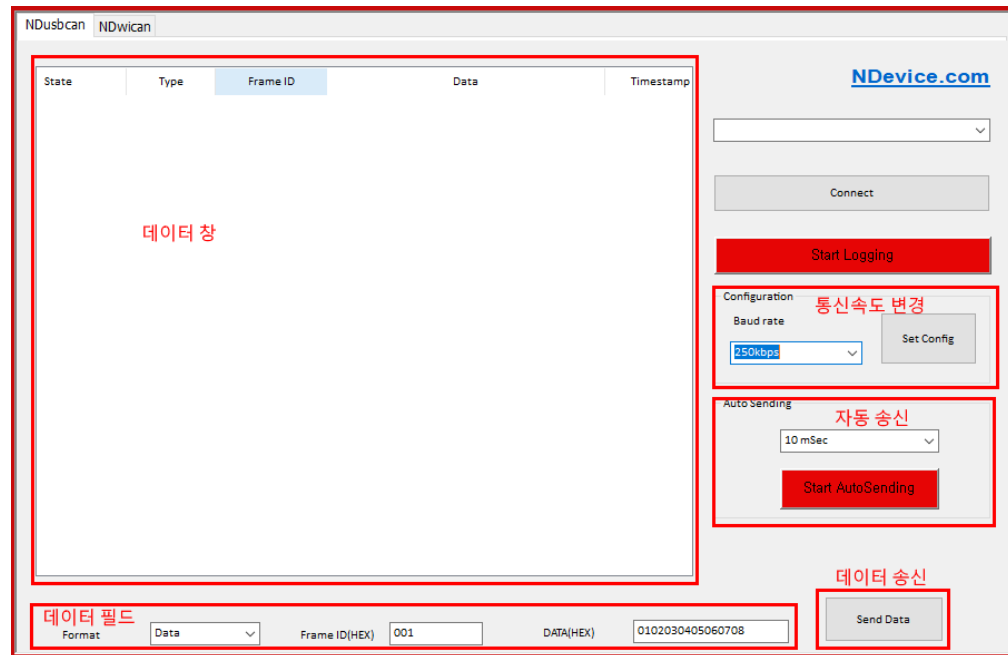 NDusbcan NDwican
State Type Frame ID Data Timestamp
NDevice.com
Connect
데이터 창
Start Logging
Configuration
통신속도 변경
Baud rate
Set Config
250kbps
Auto Sending
자동 송신
10 mSec
Start AutoSending
데이터 송신
데이터 필드
Send Data
Format Data Frame ID(HEX) 001 DATA(HEX) 0102030405060708